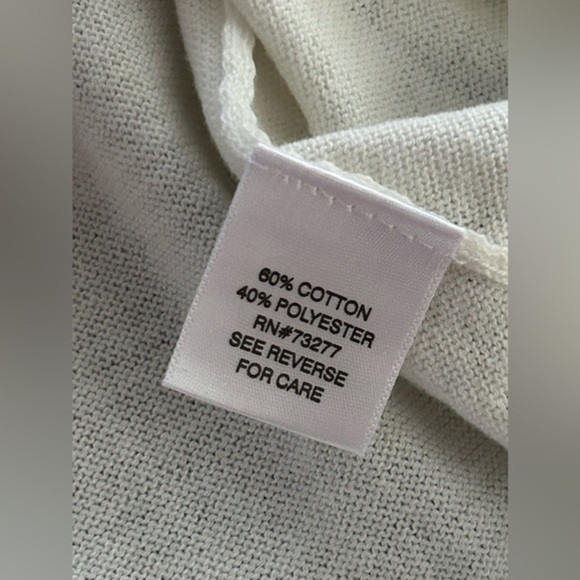 60% COTTON
40% POLYESTER
RN#73277
SEE REVERSE
FOR CARE